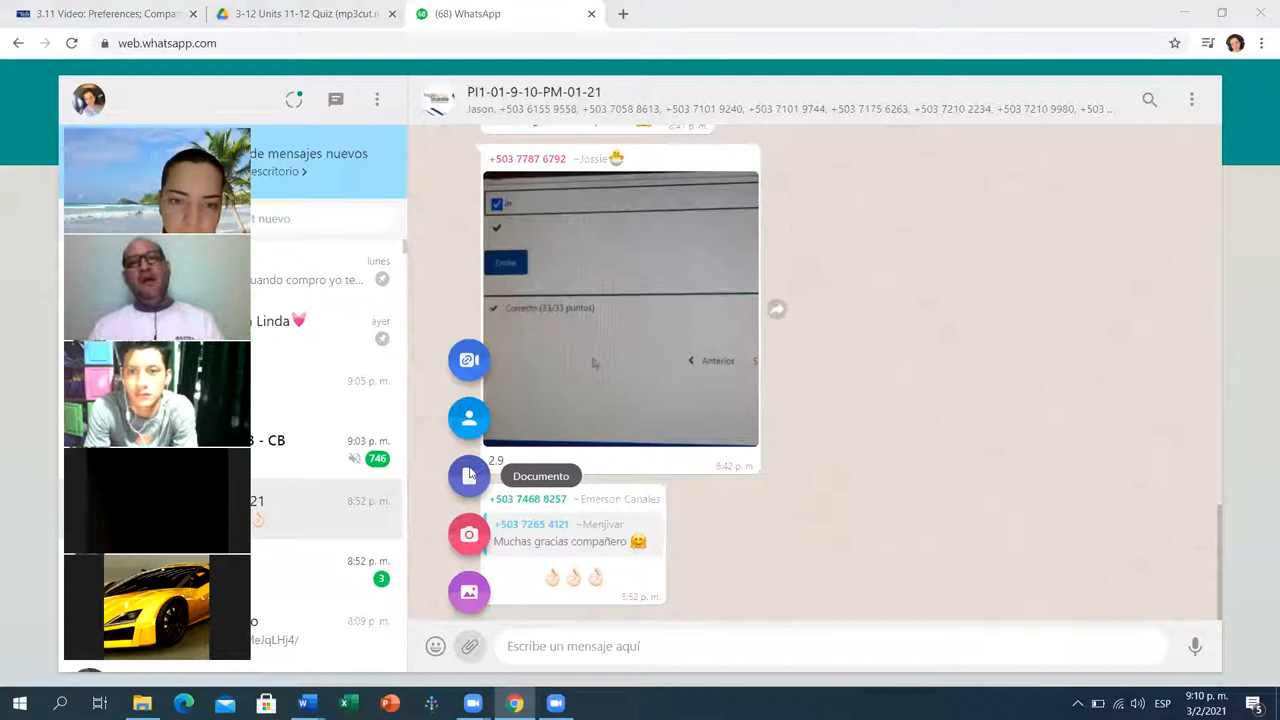 3.11 Video: Preferences; Compa
3-12 Units 11-12 Quiz (mp3cut.r
(68) WhatsApp
web.whatsapp.com
PI1-01-9-10-PM-01-21
Jason, +503 6155 9558, +503 7058 8613, +503 7101 9240, +503 7101 9744, +503 7175 6263, +503 7210 2234, +503 7210 9980, +503 ...
de mensajes nuevos
escritorio >
t nuevo
lunes
uando compro yo te...
Linda
ayer
9:05 p. m.
3 - CB
9:03 p. m.
746
21
8:52 p. m.
8:52 p. m.
3
o
8:09 p. m.
MeJqLHj4/
8:41 p. m.
+503 7787 6792 ~Jossie
in
Enviar
Correcto (33/33 puntos)
Anterior
S
2.9
8:42 p. m.
Documento
+503 7468 8257 ~Emerson Canales
+503 7265 4121 ~Menjivar
Muchas gracias compañero
8:52 p. m.
Escribe un mensaje aquí
ESP
9:10 p. m.
3/2/2021
5